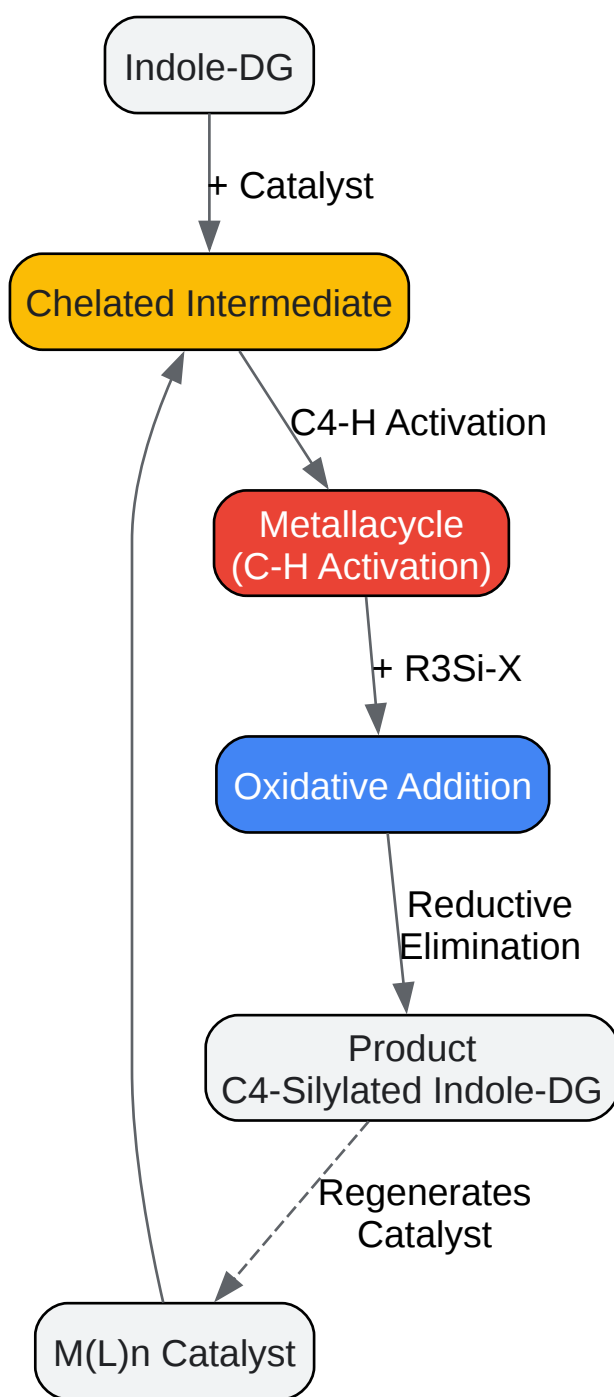 Indole-DG
+ Catalyst
Chelated Intermediate
C4-H Activation
Metallacycle
(C-H Activation)
+ R3Si-X
Oxidative Addition
Reductive
Elimination
Product
C4-Silylated Indole-DG
Regenerates
Catalyst
M(L)n Catalyst